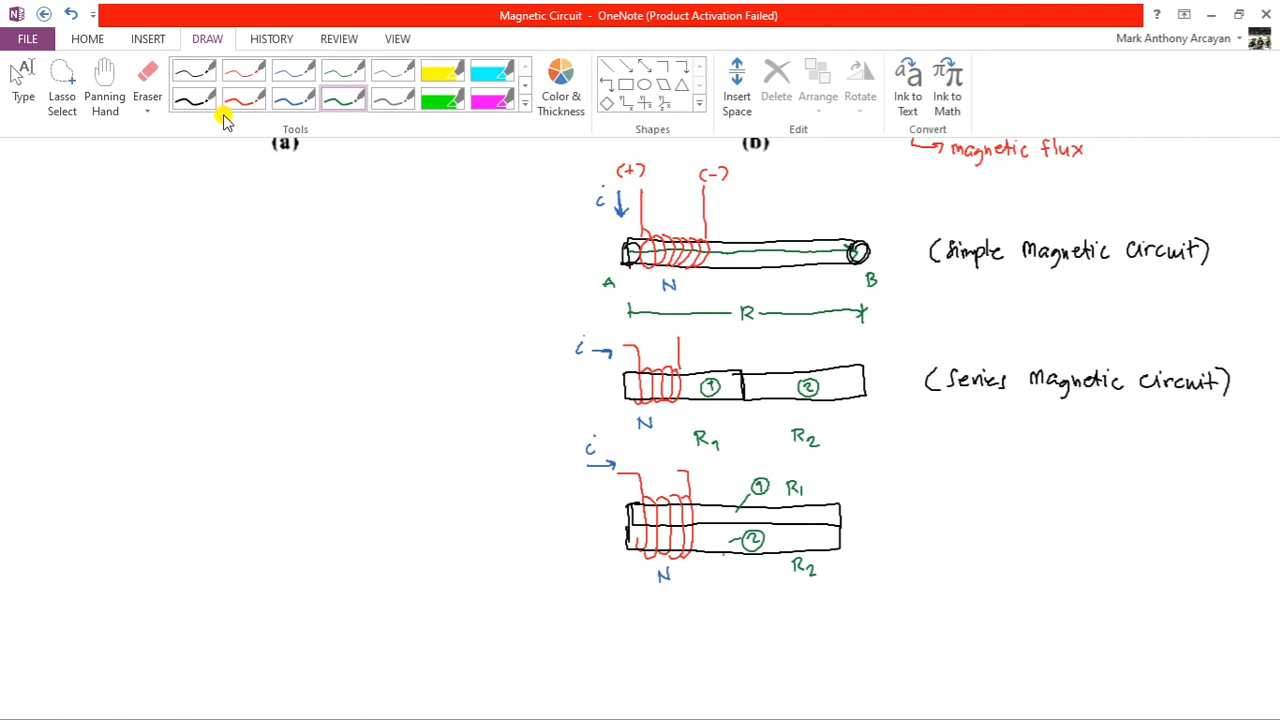 Magnetic Circuit - OneNote (Product Activation Failed)
?
FILE HOME INSERT DRAW HISTORY REVIEW VIEW
Mark Anthony Arcayan
Type
Lasso Select
Panning Hand
Eraser
Color & Thickness
Insert Space
Delete
Arrange
Rotate
Ink to Text
Ink to Math
Tools
Shapes
Edit
Convert
(a)
(b)
magnetic flux
(+)
(-)
i
(Simple Magnetic Circuit)
A
N
B
R
i
1
2
(Series Magnetic Circuit)
N
R1
R2
i
1
R1
2
N
R2